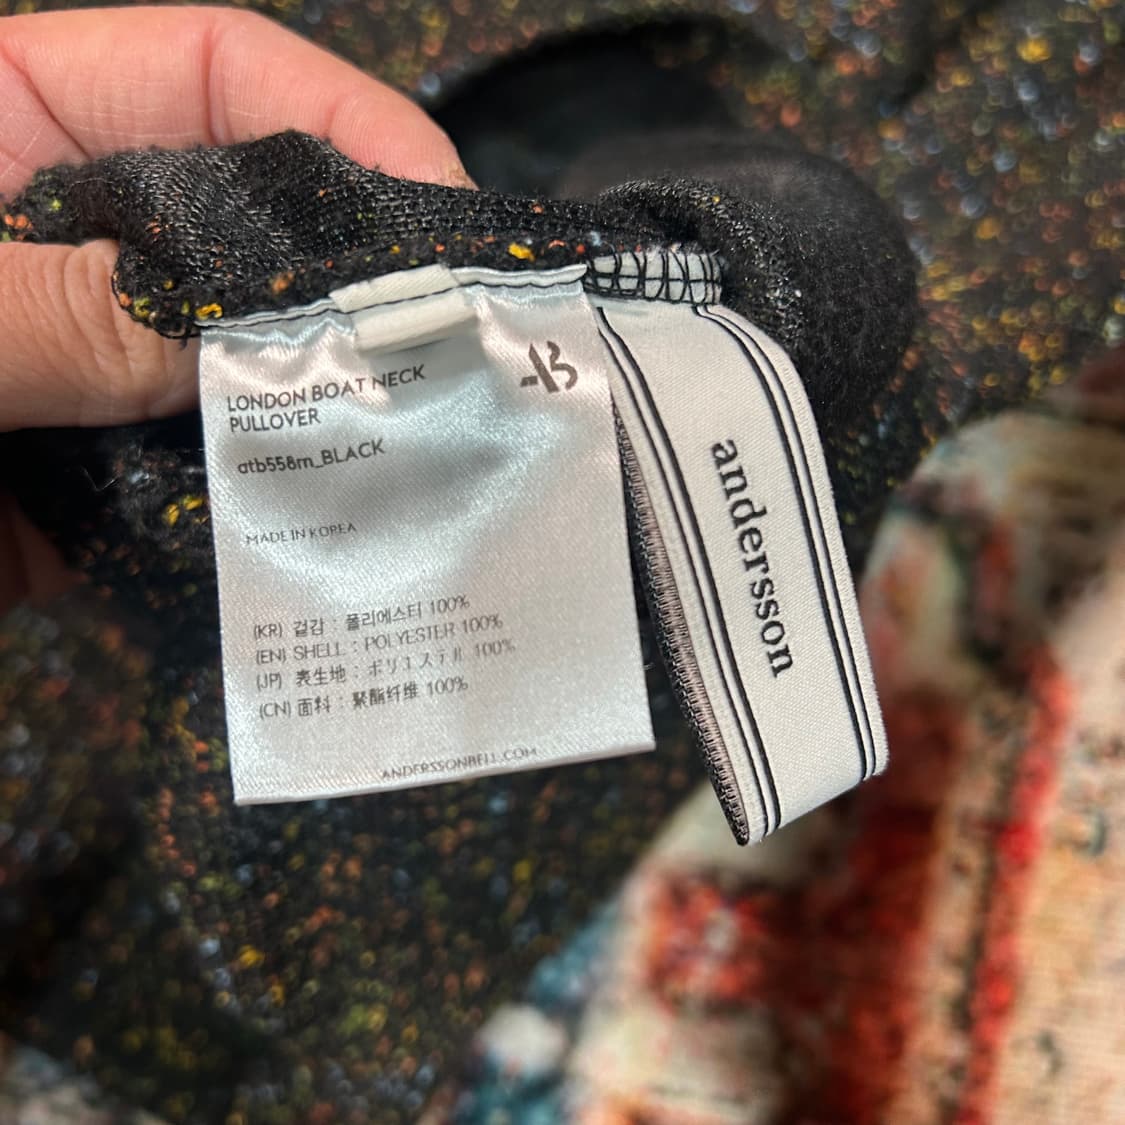 LONDON BOAT NECK
PULLOVER
atb558m_BLACK
MADE IN KOREA
(KR) 겉감 : 폴리에스터 100%
(EN) SHELL : POLYESTER 100%
(JP) 表生地 : ポリエステル 100%
(CN) 面料 : 聚酯纤维 100%
ANDERSSONBELL.COM
AB
andersson